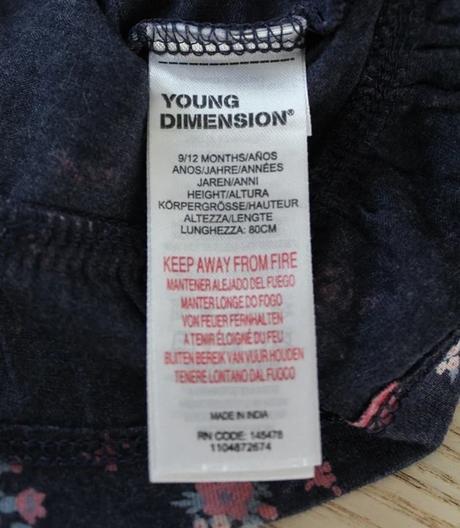 YOUNG
DIMENSION®
9/12 MONTHS/AÑOS
ANOS/JAHRE/ANNÉES
JAREN/ANNI
HEIGHT/ALTURA
KÖRPERGRÖSSE/HAUTEUR
ALTEZZA/LENGTE
LUNGHEZZA: 80CM
KEEP AWAY FROM FIRE
MANTENER ALEJADO DEL FUEGO
MANTER LONGE DO FOGO
VON FEUER FERNHALTEN
A TENIR ÉLOIGNÉ DU FEU
BUITEN BEREIK VAN VUUR HOUDEN
TENERE LONTANO DAL FUOCO
MADE IN INDIA
RN CODE: 145478
1104872674